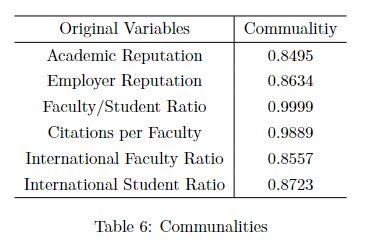 Original Variables Commualitiy
Academic Reputation 0.8495
Employer Reputation 0.8634
Faculty/Student Ratio 0.9999
Citations per Faculty 0.9889
International Faculty Ratio 0.8557
International Student Ratio 0.8723
Table 6: Communalities